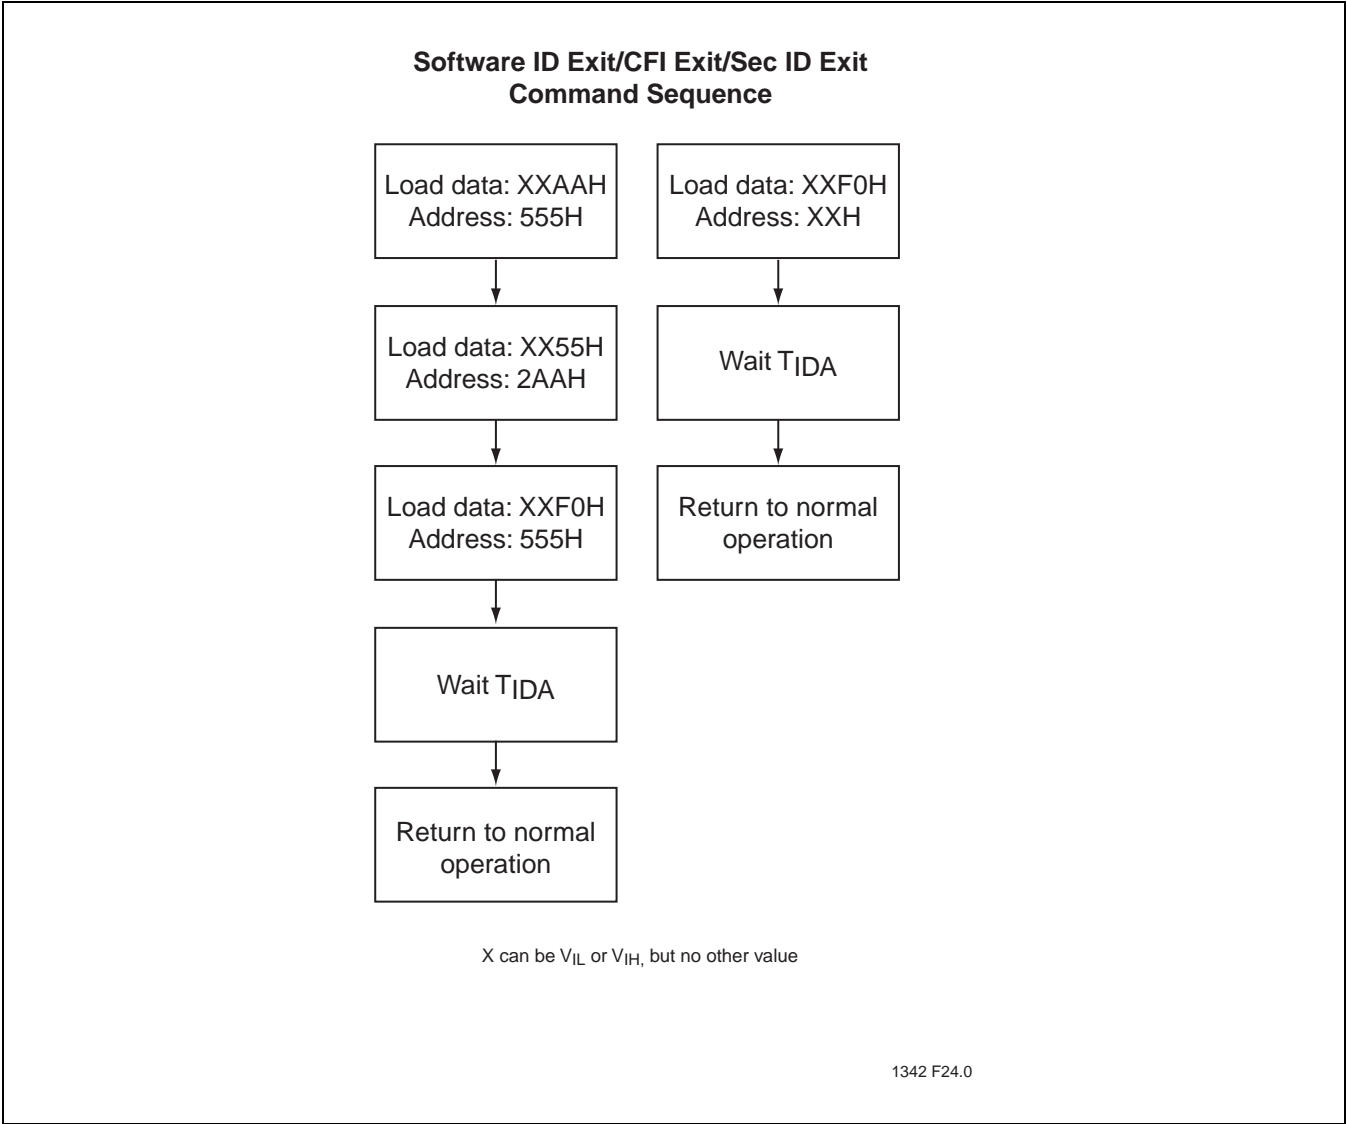 Software ID Exit/CFI Exit/Sec ID Exit
Command Sequence
Load data: XXAAH
Address: 555H
Load data: XX55H
Address: 2AAH
Load data: XXF0H
Address: 555H
Wait TIDA
Return to normal
operation
Load data: XXF0H
Address: XXH
Wait TIDA
Return to normal
operation
X can be VIL or VIH, but no other value
1342 F24.0